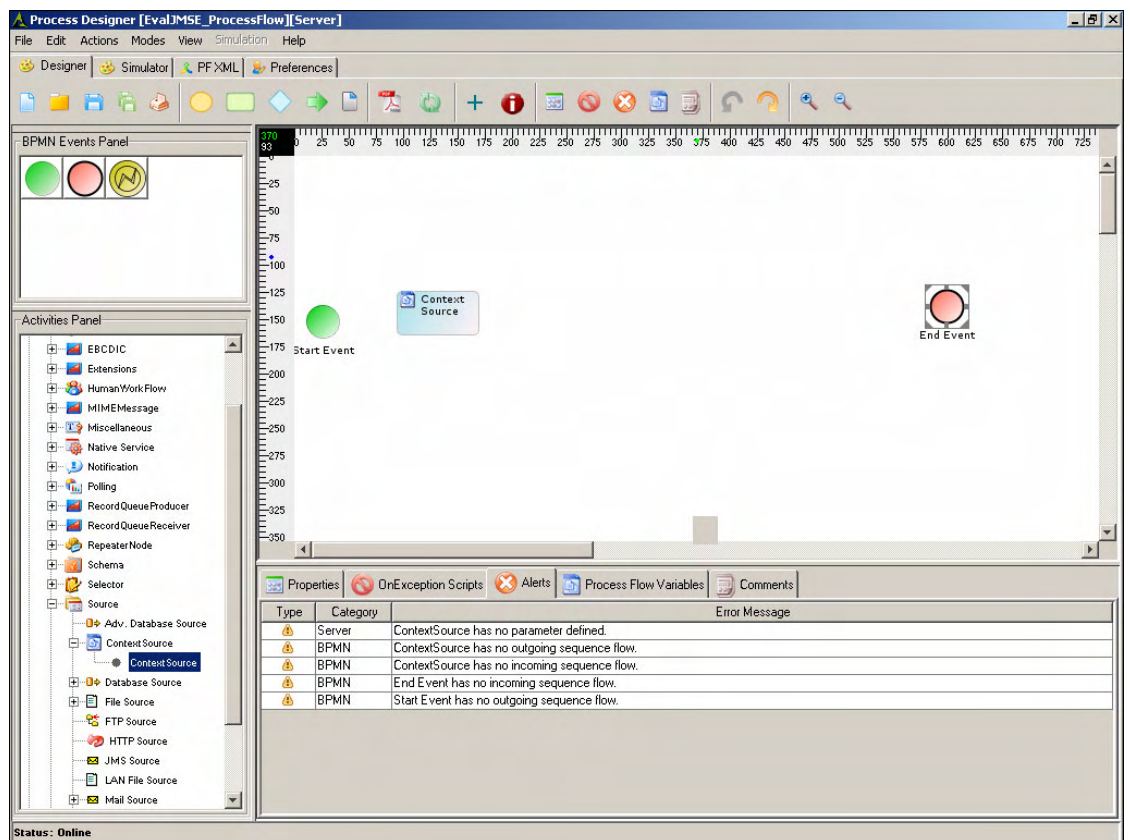 Process Designer [EvalJMSE_ProcessFlow][Server]
File Edit Actions Modes View Simulation Help
Designer Simulator PF XML Preferences
BPMN Events Panel
370
93
0 25 50 75 100 125 150 175 200 225 250 275 300 325 350 375 400 425 450 475 500 525 550 575 600 625 650 675 700 725
0
25
50
75
100
125
150
175
200
225
250
275
300
325
350
Start Event
Context
Source
End Event
Activities Panel
EBCDIC
Extensions
HumanWorkFlow
MIMEMessage
Miscellaneous
Native Service
Notification
Polling
RecordQueueProducer
RecordQueueReceiver
RepeaterNode
Schema
Selector
Source
Adv. Database Source
ContextSource
ContextSource
Database Source
File Source
FTP Source
HTTP Source
JMS Source
LAN File Source
Mail Source
Properties OnException Scripts Alerts Process Flow Variables Comments
Type Category Error Message
Server ContextSource has no parameter defined.
BPMN ContextSource has no outgoing sequence flow.
BPMN ContextSource has no incoming sequence flow.
BPMN End Event has no incoming sequence flow.
BPMN Start Event has no outgoing sequence flow.
Status: Online